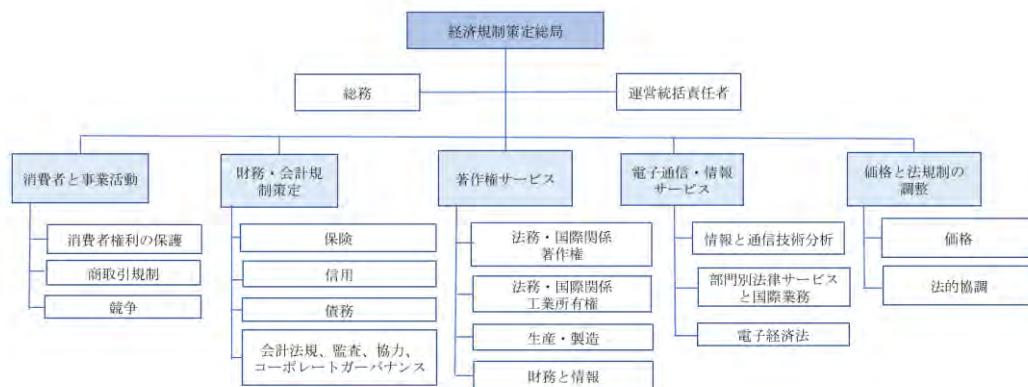 経済規制策定総局
総務
運営統括責任者
消費者と事業活動
財務・会計規
制策定
著作権サービス
電子通信・情報
サービス
価格と法規制の
調整
消費者権利の保護
商取引規制
競争
保険
信用
債務
会計法規、監査、協力、
コーポレートガーバナンス
法務・国際関係
著作権
法務・国際関係
工業所有権
生産・製造
財務と情報
情報と通信技術分析
部門別法律サービス
と国際業務
電子経済法
価格
法的協調